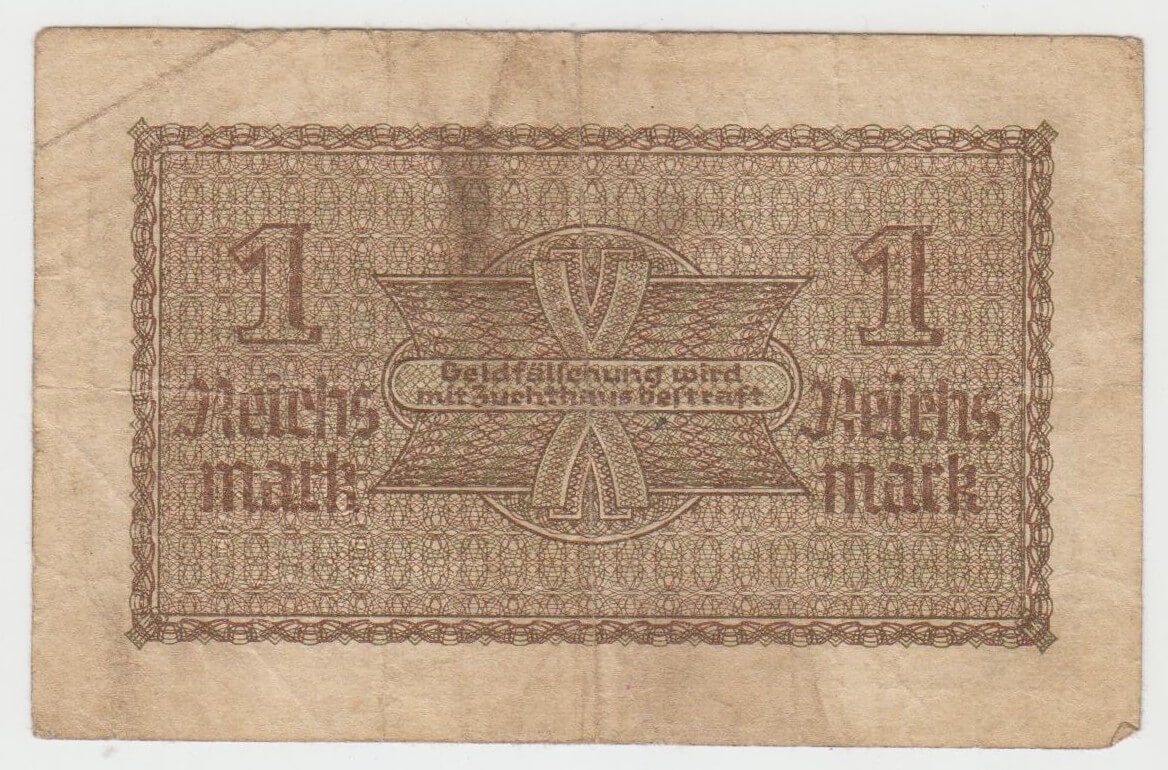 1
Reichs
mark
Geldfälschung wird
mit Zuchthaus bestraft
1
Reichs
mark